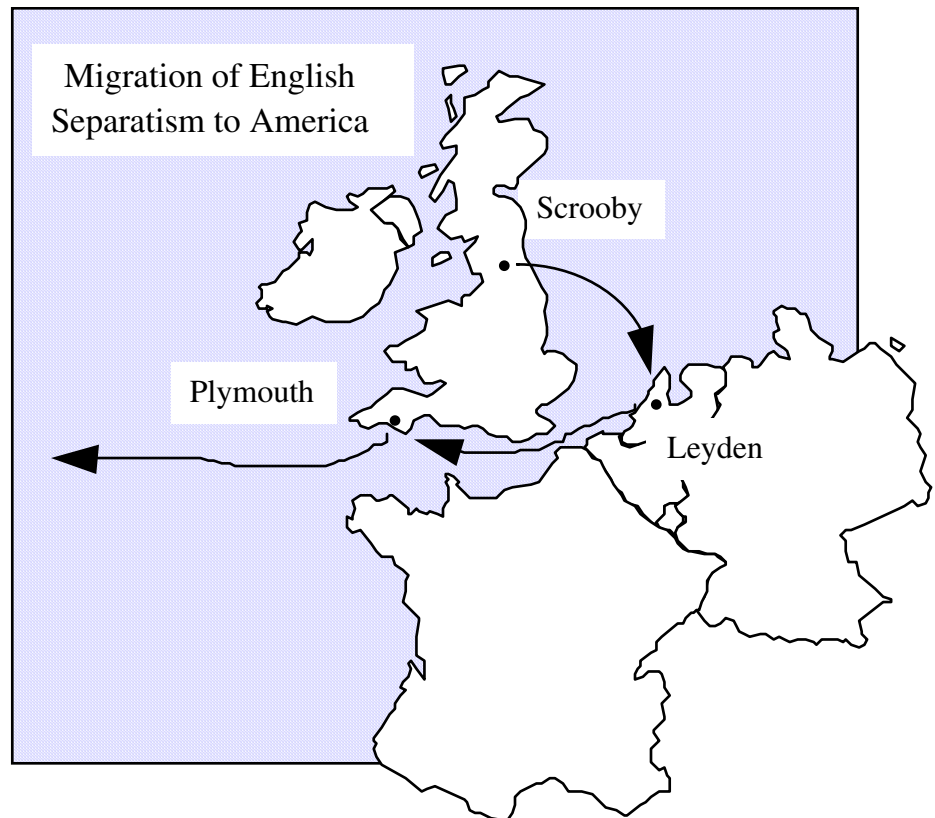 Migration of English
Separatism to America
Scrooby
Plymouth
Leyden